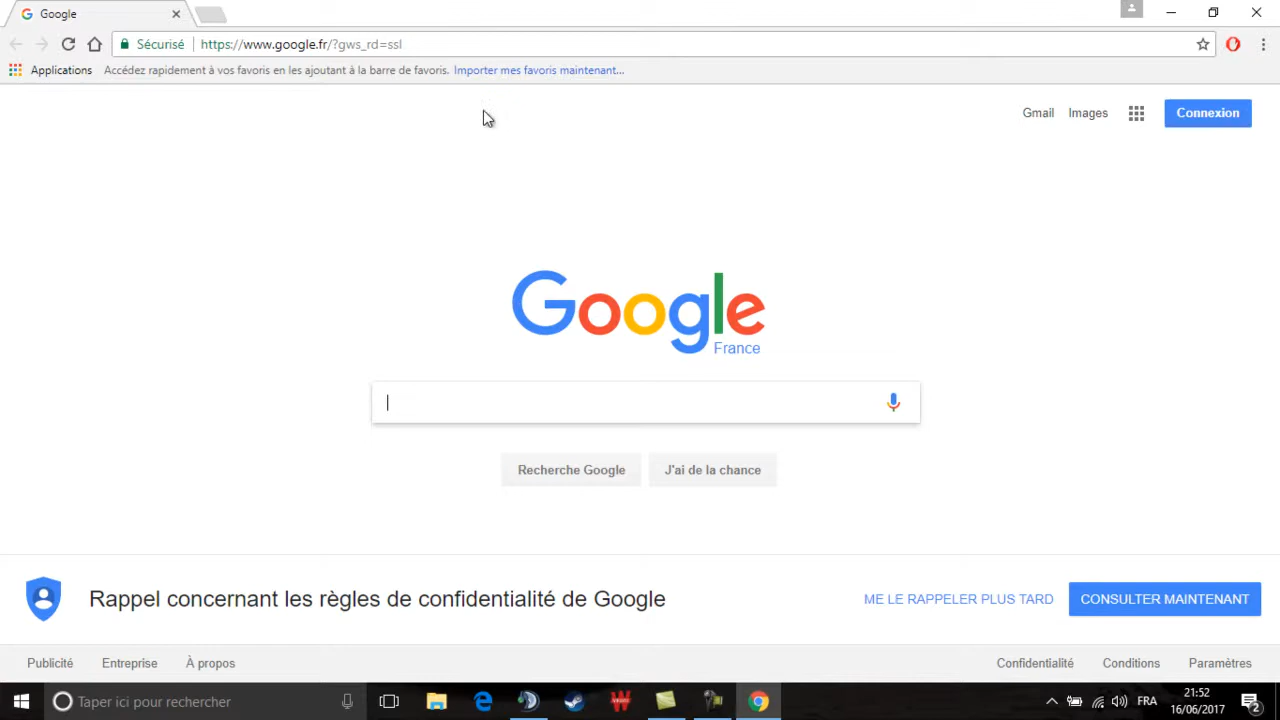 Google
Sécurisé https://www.google.fr/?gws_rd=ssl
Applications Accédez rapidement à vos favoris en les ajoutant à la barre de favoris. Importer mes favoris maintenant...
Gmail Images Connexion
Google
France
Recherche Google J'ai de la chance
Rappel concernant les règles de confidentialité de Google ME LE RAPPELER PLUS TARD CONSULTER MAINTENANT
Publicité Entreprise À propos Confidentialité Conditions Paramètres
Taper ici pour rechercher FRA 21:52
16/06/2017 2